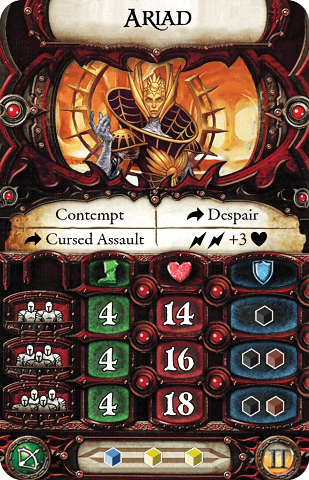 ARIAD
Contempt
Despair
Cursed Assault
+3
4 14
4 16
4 18
II